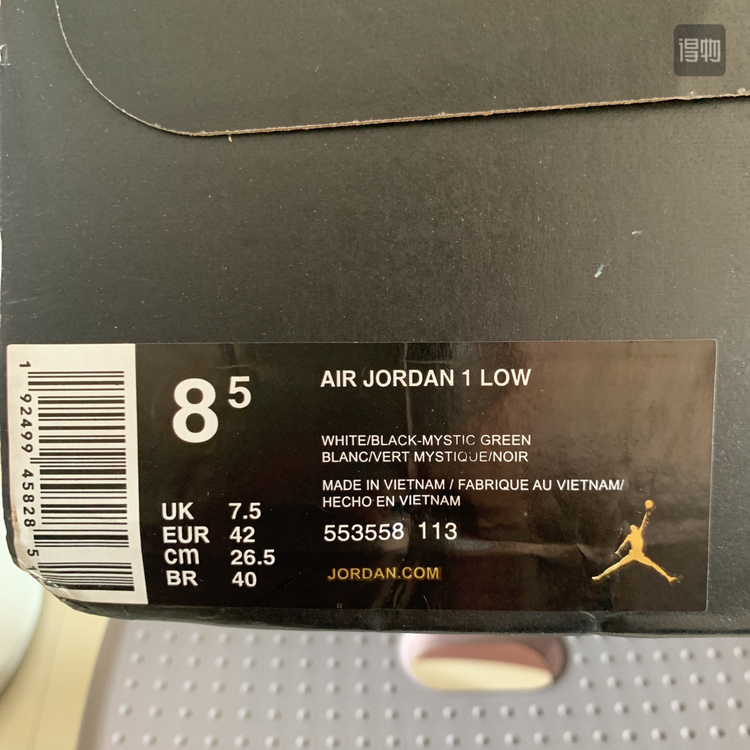 得物
1 92499 45828 5
8 5
AIR JORDAN 1 LOW
WHITE/BLACK-MYSTIC GREEN
BLANC/VERT MYSTIQUE/NOIR
MADE IN VIETNAM / FABRIQUE AU VIETNAM/
HECHO EN VIETNAM
UK 7.5
EUR 42
cm 26.5
BR 40
553558 113
JORDAN.COM